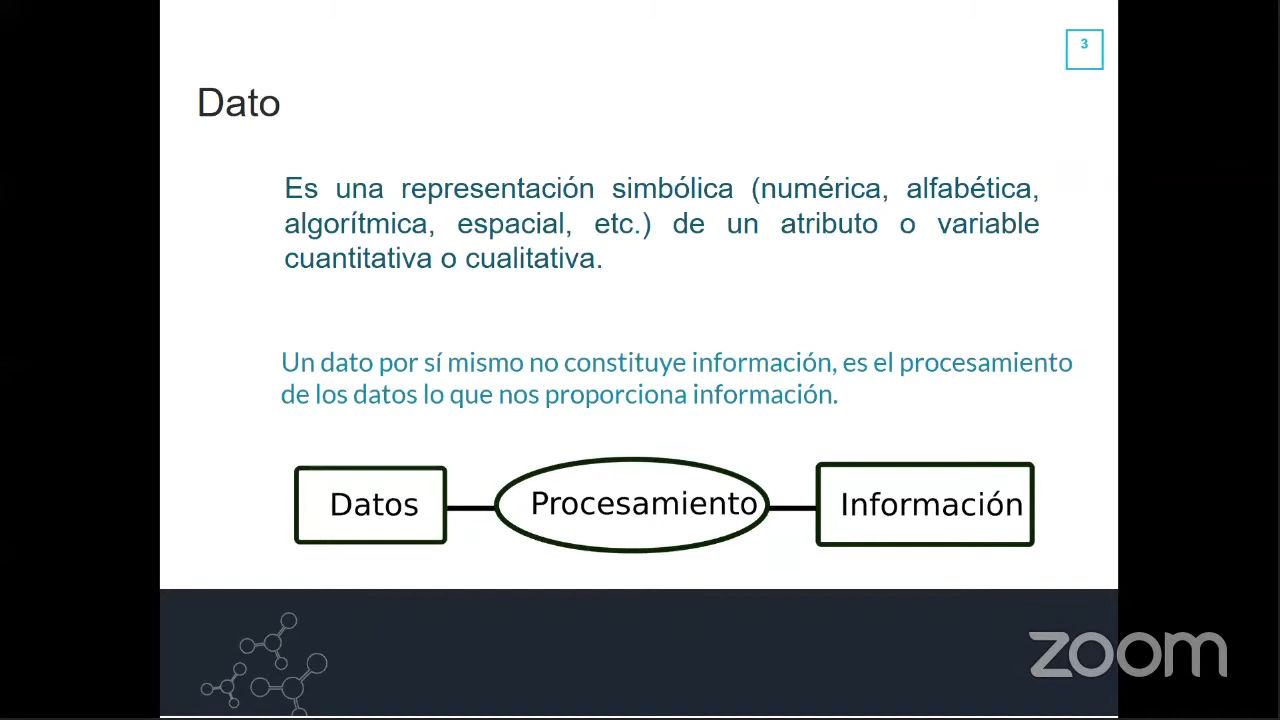 3
Dato
Es una representación simbólica (numérica, alfabética,
algorítmica, espacial, etc.) de un atributo o variable
cuantitativa o cualitativa.
Un dato por sí mismo no constituye información, es el procesamiento
de los datos lo que nos proporciona información.
Datos
Procesamiento
Información
zoom